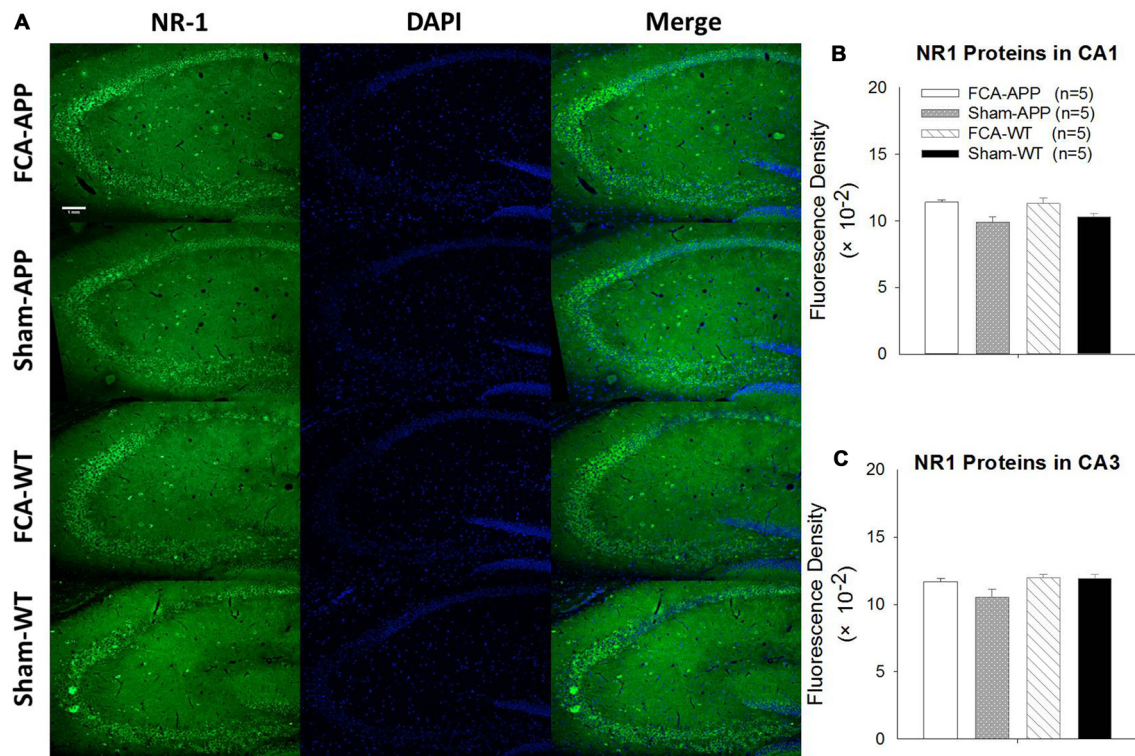 A
NR-1 DAPI Merge
FCA-APP
Sham-APP
FCA-WT
Sham-WT
1 mm
B
NR1 Proteins in CA1
FCA-APP (n=5)
Sham-APP (n=5)
FCA-WT (n=5)
Sham-WT (n=5)
Fluorescence Density
(× 10-2)
20
15
10
5
0
C
NR1 Proteins in CA3
Fluorescence Density
(× 10-2)
20
15
10
5
0